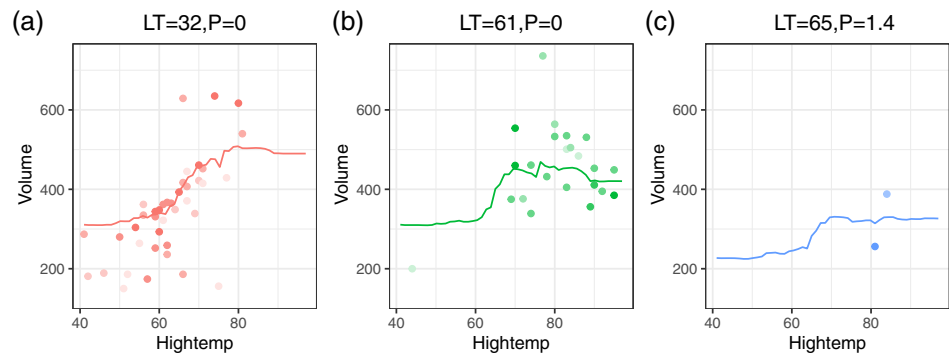 (a) LT=32,P=0 (b) LT=61,P=0 (c) LT=65,P=1.4
Volume Volume Volume
600 600 600
400 400 400
200 200 200
40 60 80 40 60 80 40 60 80
Hightemp Hightemp Hightemp